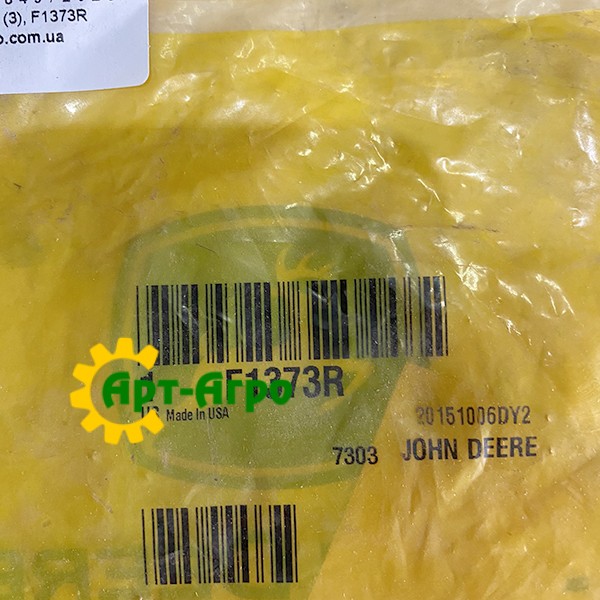 (3), F1373R
o.com.ua
F1373R
Арт-Агро
Made In USA
20151006DY2
7303 JOHN DEERE